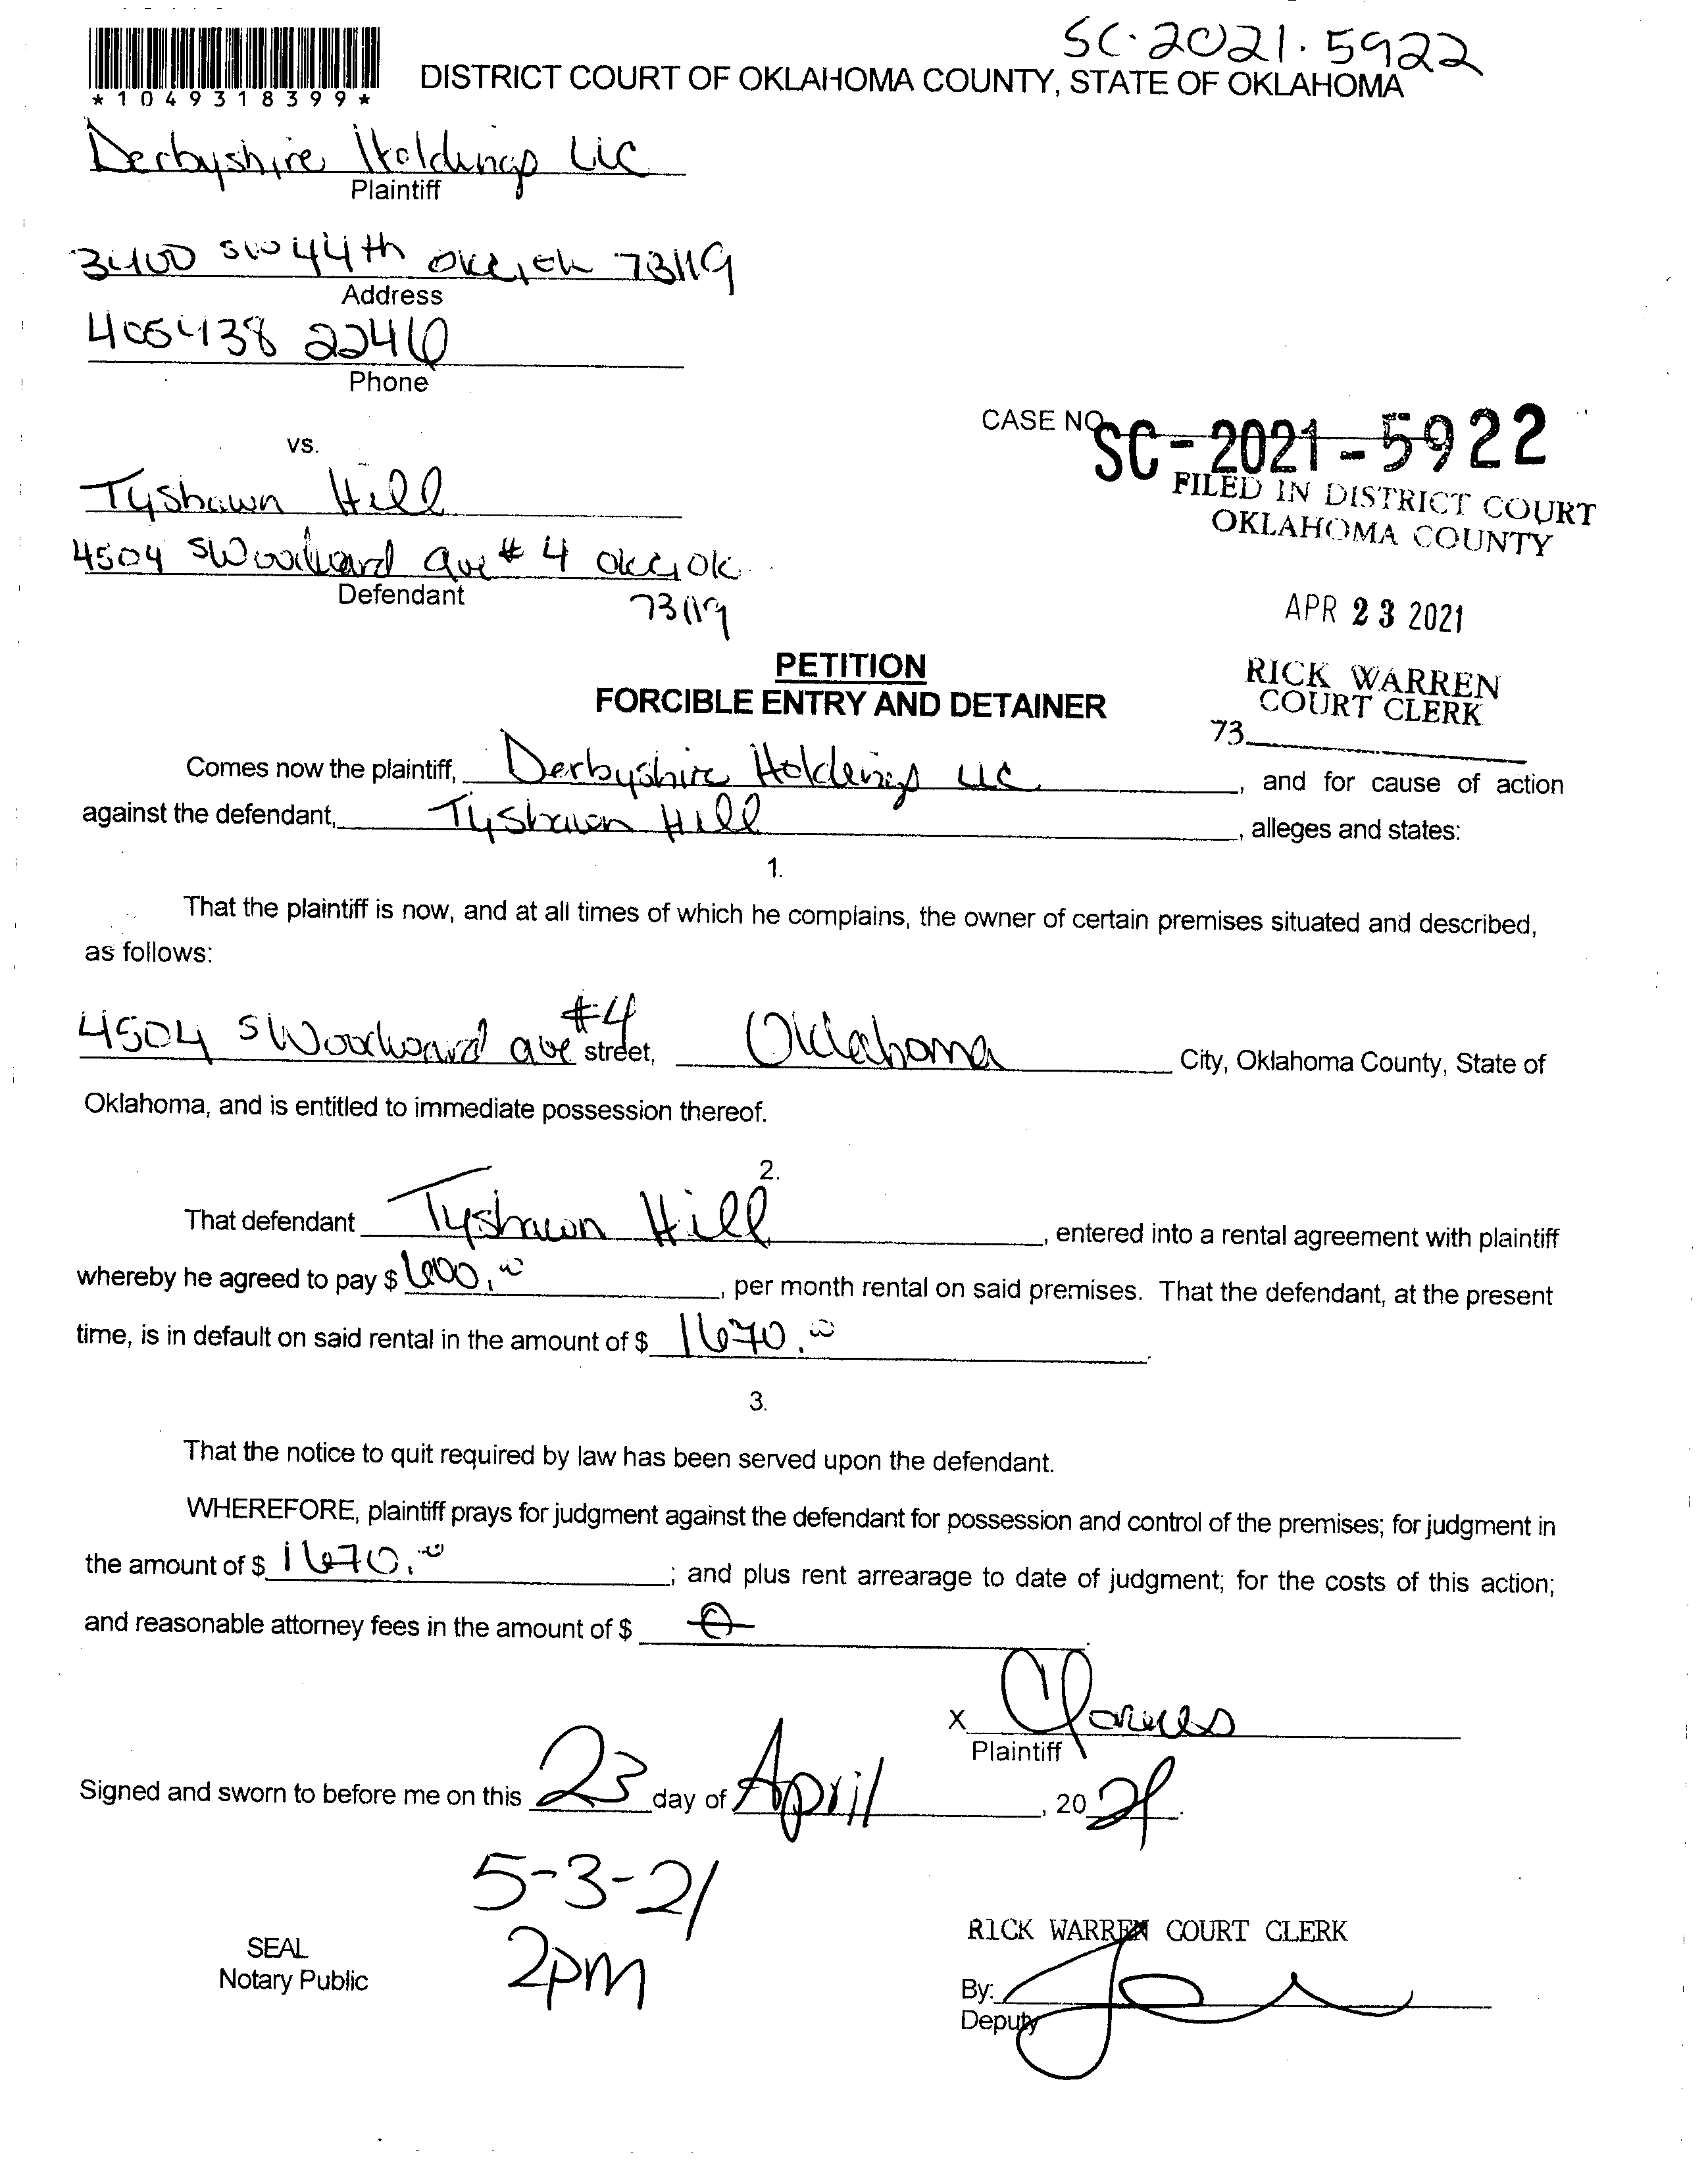 SC-2021-5922
*1049318399*
DISTRICT COURT OF OKLAHOMA COUNTY, STATE OF OKLAHOMA
Derbyshire Holdings LLC
Plaintiff
3400 SW 44th OKC, OK 73119
Address
405 438 2246
Phone
CASE NO. SC-2021-5922
vs.
FILED IN DISTRICT COURT
OKLAHOMA COUNTY
Tyshawn Hill
4504 S Woodward ave # 4 OKC, OK
Defendant
73119
APR 23 2021
PETITION
FORCIBLE ENTRY AND DETAINER
RICK WARREN
COURT CLERK
73
Comes now the plaintiff, Derbyshire Holdings LLC, and for cause of action
against the defendant, Tyshawn Hill, alleges and states:
1.
That the plaintiff is now, and at all times of which he complains, the owner of certain premises situated and described,
as follows:
4504 S Woodward ave #4 street, Oklahoma City, Oklahoma County, State of
Oklahoma, and is entitled to immediate possession thereof.
2.
That defendant Tyshawn Hill, entered into a rental agreement with plaintiff
whereby he agreed to pay $ 600.00, per month rental on said premises. That the defendant, at the present
time, is in default on said rental in the amount of $ 1670.00.
3.
That the notice to quit required by law has been served upon the defendant.
WHEREFORE, plaintiff prays for judgment against the defendant for possession and control of the premises; for judgment in
the amount of $ 1670.00; and plus rent arrearage to date of judgment; for the costs of this action;
and reasonable attorney fees in the amount of $ 0.
X
Plaintiff
Signed and sworn to before me on this 23 day of April, 2021.
5-3-21
2pm
SEAL
Notary Public
RICK WARREN COURT CLERK
By:
Deputy